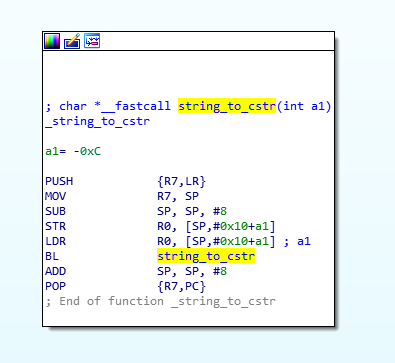 ; char *__fastcall string_to_cstr(int a1)
_string_to_cstr
a1= -0xC
PUSH {R7,LR}
MOV R7, SP
SUB SP, SP, #8
STR R0, [SP,#0x10+a1]
LDR R0, [SP,#0x10+a1] ; a1
BL string_to_cstr
ADD SP, SP, #8
POP {R7,PC}
; End of function _string_to_cstr